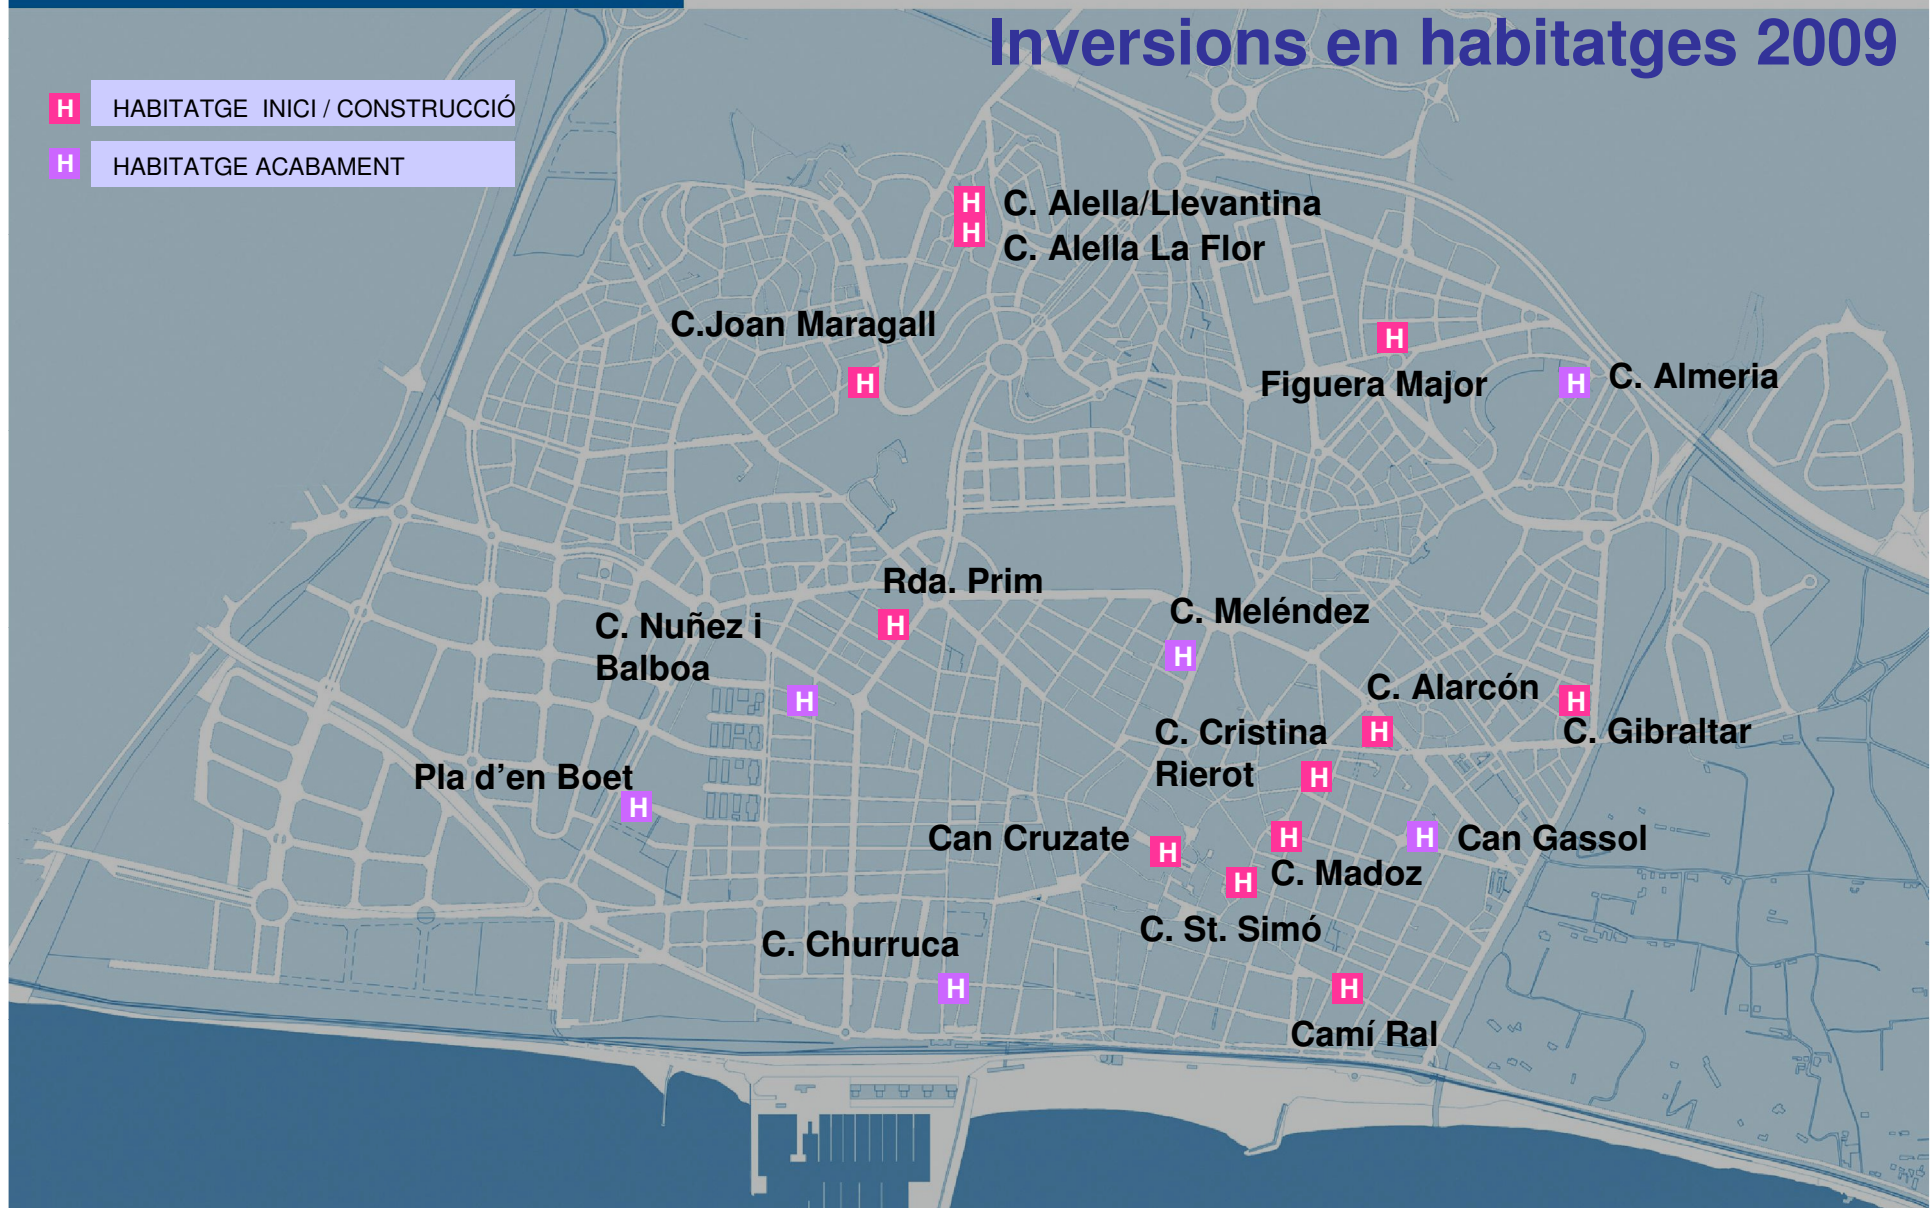 Inversions en habitatges 2009
H HABITATGE INICI / CONSTRUCCIÓ
H HABITATGE ACABAMENT
H C. Alella/Llevantina
H C. Alella La Flor
C.Joan Maragall
H
H
Figuera Major
H C. Almeria
Rda. Prim
H
C. Nuñez i
Balboa
H
C. Meléndez
H
C. Alarcón
H
H
C. Gibraltar
C. Cristina
Rierot
H
Pla d'en Boet
H
Can Cruzate H
H
C. Madoz
H Can Gassol
H
C. St. Simó
C. Churruca
H
H
Camí Ral